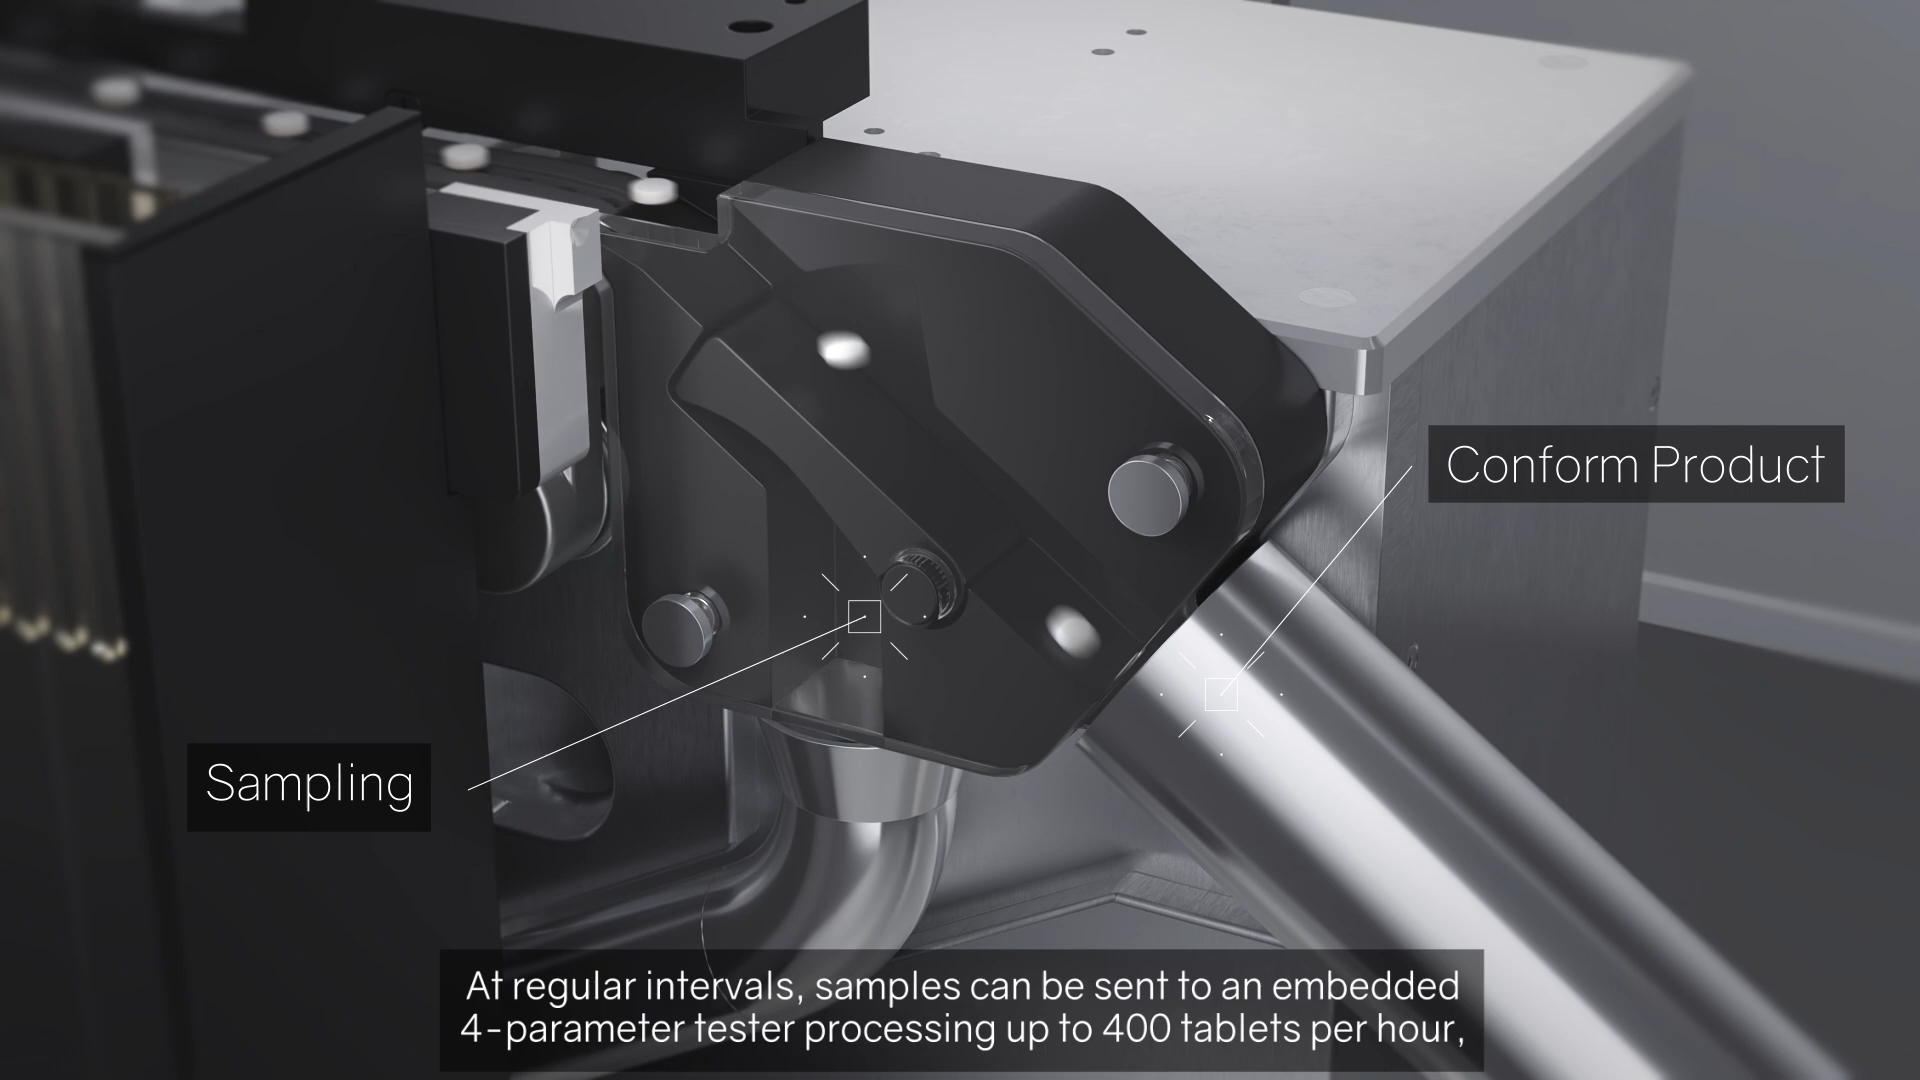 Conform Product
Sampling
At regular intervals, samples can be sent to an embedded
4-parameter tester processing up to 400 tablets per hour,